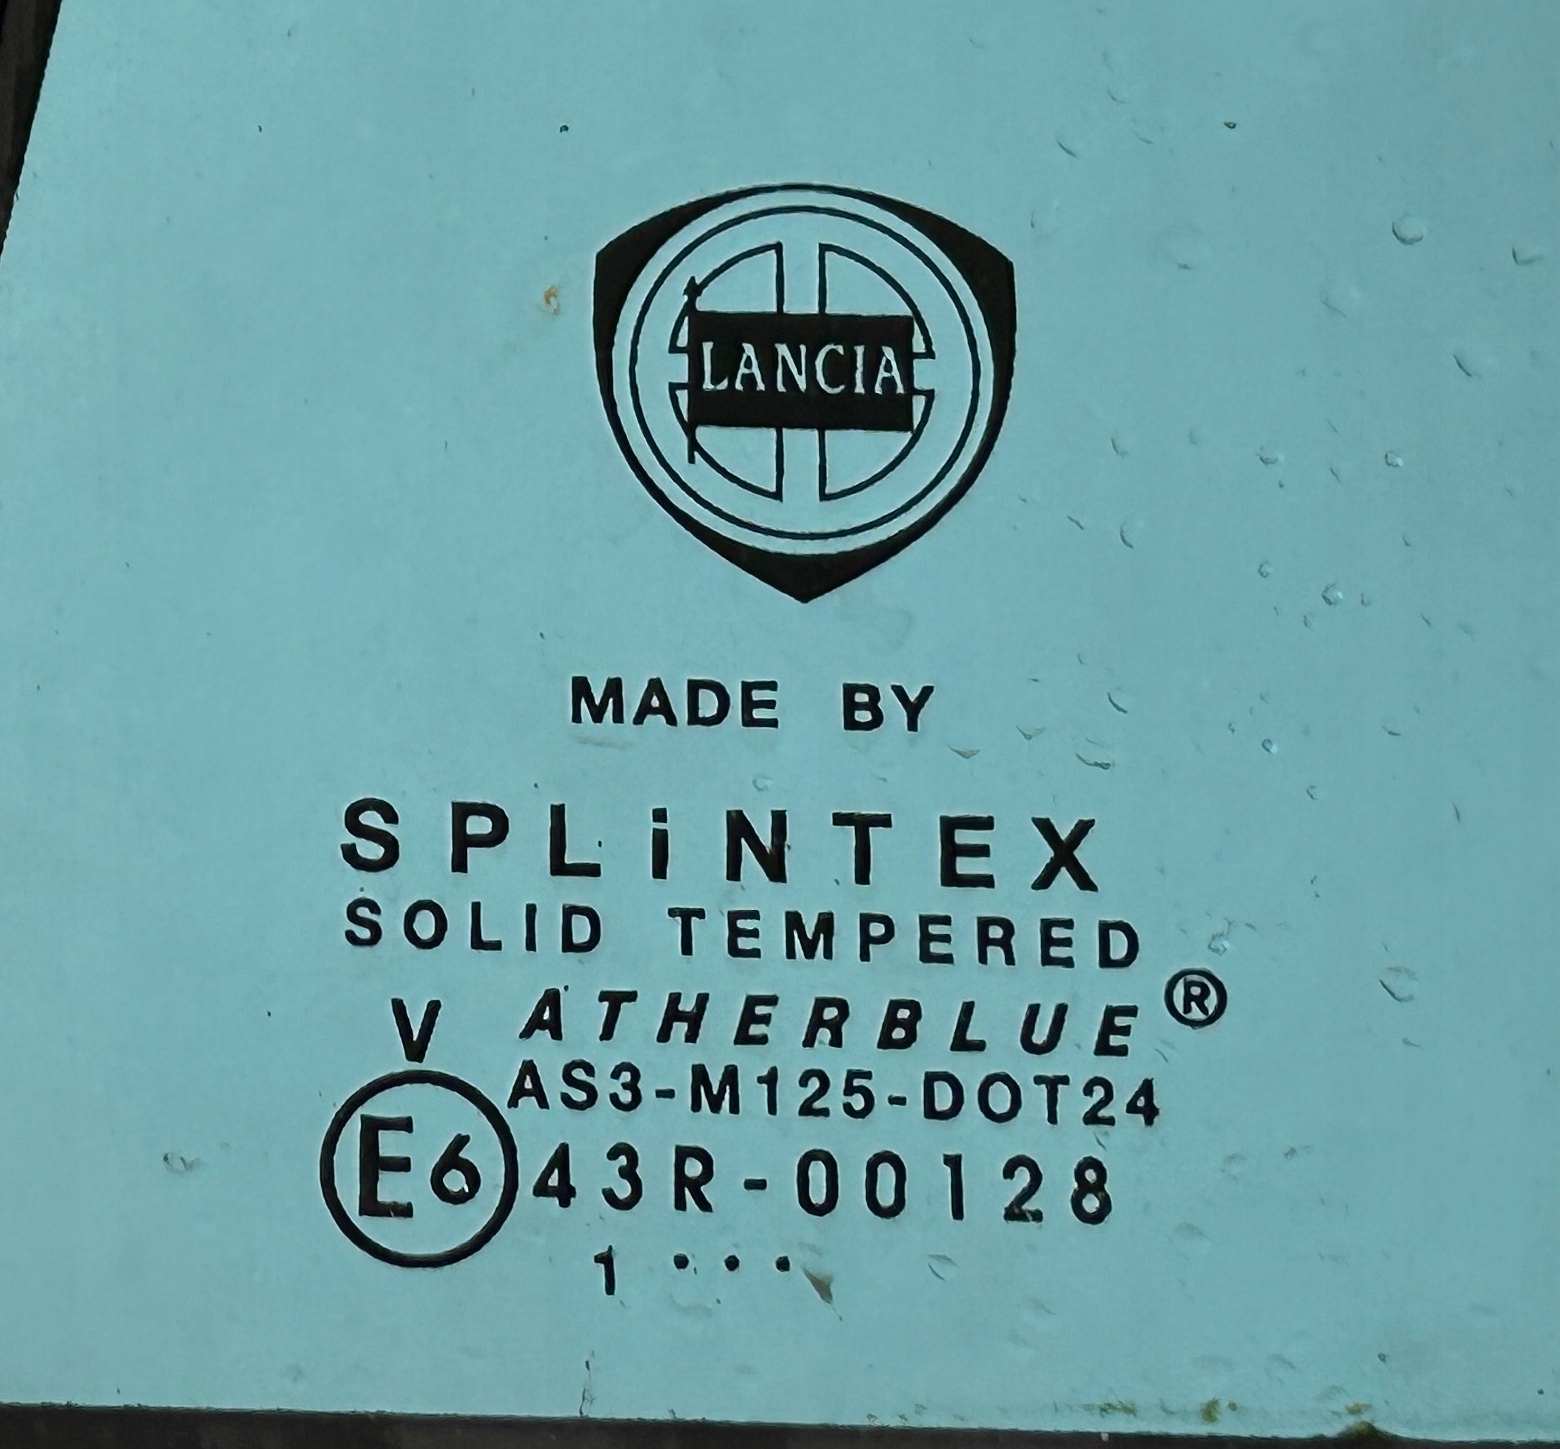 LANCIA
MADE BY
SPLiNTEX
SOLID TEMPERED
V ATHERBLUE®
AS3-M125-DOT24
E6 43R-00128
1 • • •